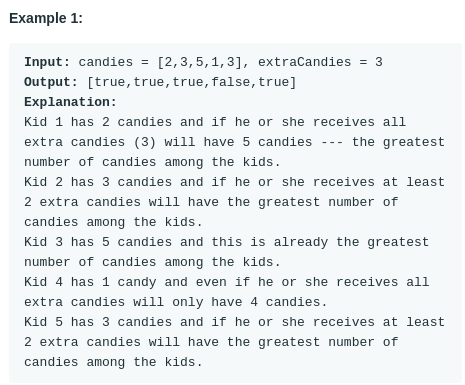 Example 1:
Input: candies = [2,3,5,1,3], extraCandies = 3
Output: [true,true,true,false,true]
Explanation:
Kid 1 has 2 candies and if he or she receives all
extra candies (3) will have 5 candies --- the greatest
number of candies among the kids.
Kid 2 has 3 candies and if he or she receives at least
2 extra candies will have the greatest number of
candies among the kids.
Kid 3 has 5 candies and this is already the greatest
number of candies among the kids.
Kid 4 has 1 candy and even if he or she receives all
extra candies will only have 4 candies.
Kid 5 has 3 candies and if he or she receives at least
2 extra candies will have the greatest number of
candies among the kids.